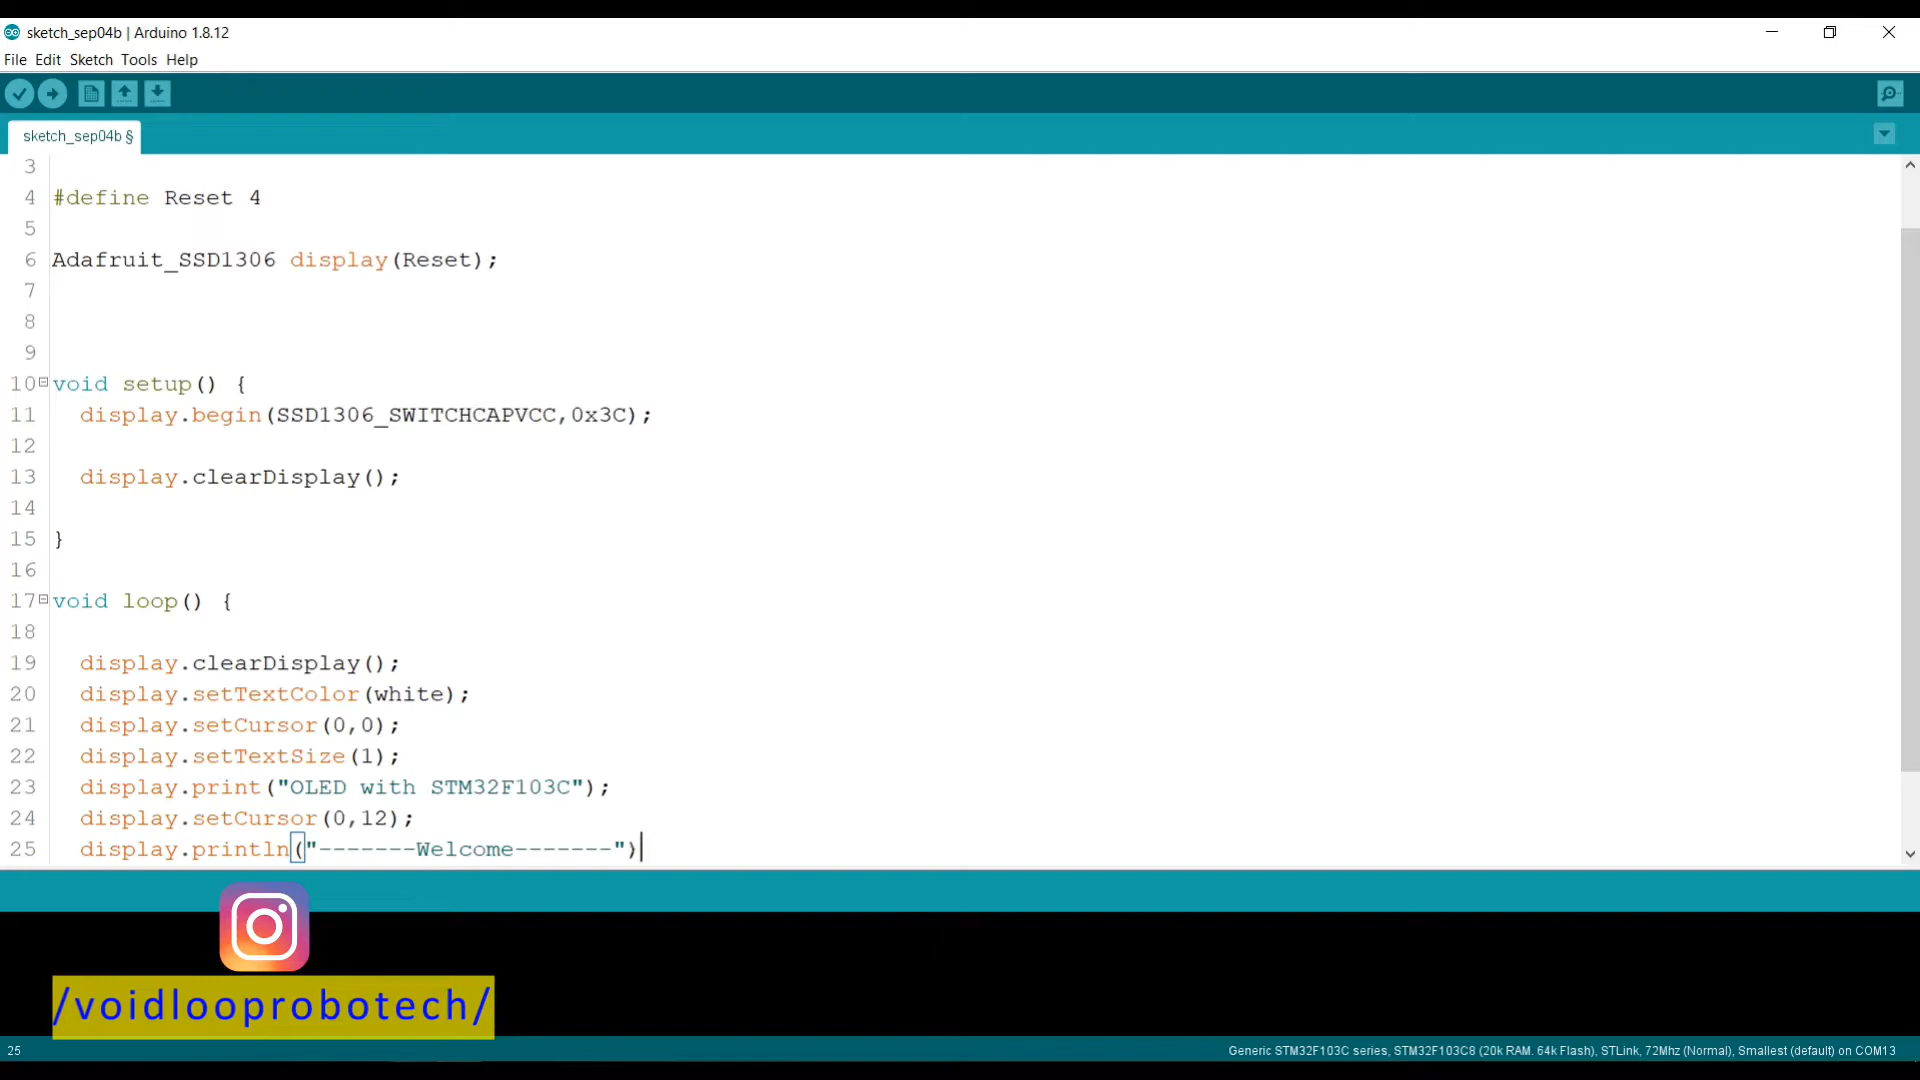 sketch_sep04b | Arduino 1.8.12
File Edit Sketch Tools Help
sketch_sep04b §
3
4 #define Reset 4
5
6 Adafruit_SSD1306 display(Reset);
7
8
9
10 void setup() {
11 display.begin(SSD1306_SWITCHCAPVCC,0x3C);
12
13 display.clearDisplay();
14
15 }
16
17 void loop() {
18
19 display.clearDisplay();
20 display.setTextColor(white);
21 display.setCursor(0,0);
22 display.setTextSize(1);
23 display.print("OLED with STM32F103C");
24 display.setCursor(0,12);
25 display.println("-------Welcome-------")
/voidlooprobotech/
25 Generic STM32F103C series, STM32F103C8 (20k RAM. 64k Flash), STLink, 72Mhz (Normal), Smallest (default) on COM13